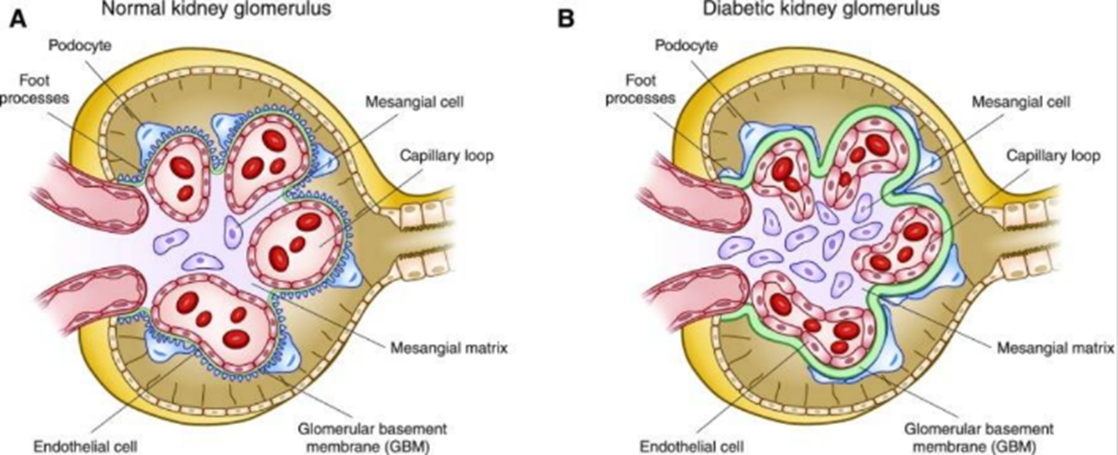 A
Normal kidney glomerulus
Podocyte
Foot
processes
Mesangial cell
Capillary loop
Mesangial matrix
Glomerular basement
membrane (GBM)
Endothelial cell
B
Diabetic kidney glomerulus
Podocyte
Foot
processes
Mesangial cell
Capillary loop
Mesangial matrix
Glomerular basement
membrane (GBM)
Endothelial cell